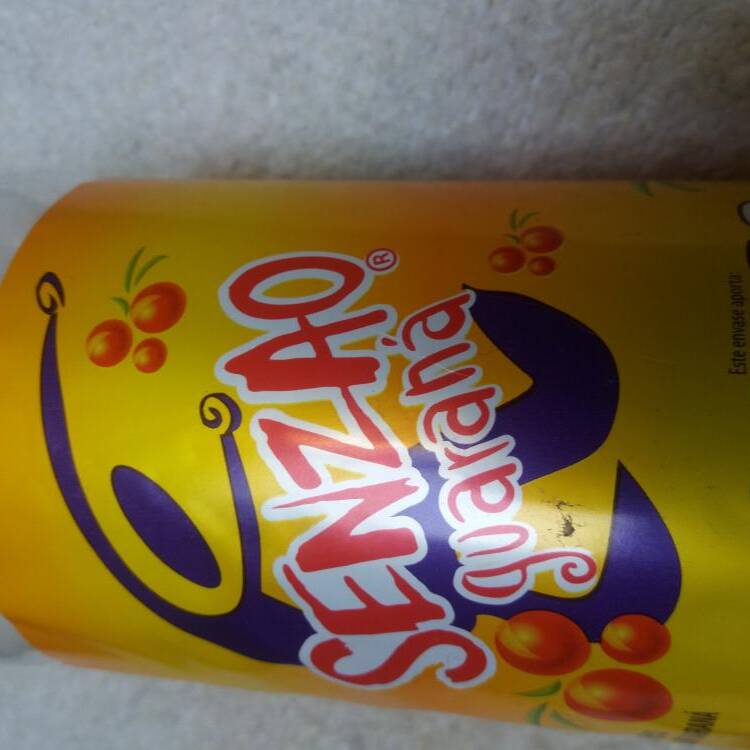 SENZAO®
guaraná
Este envase aporta: